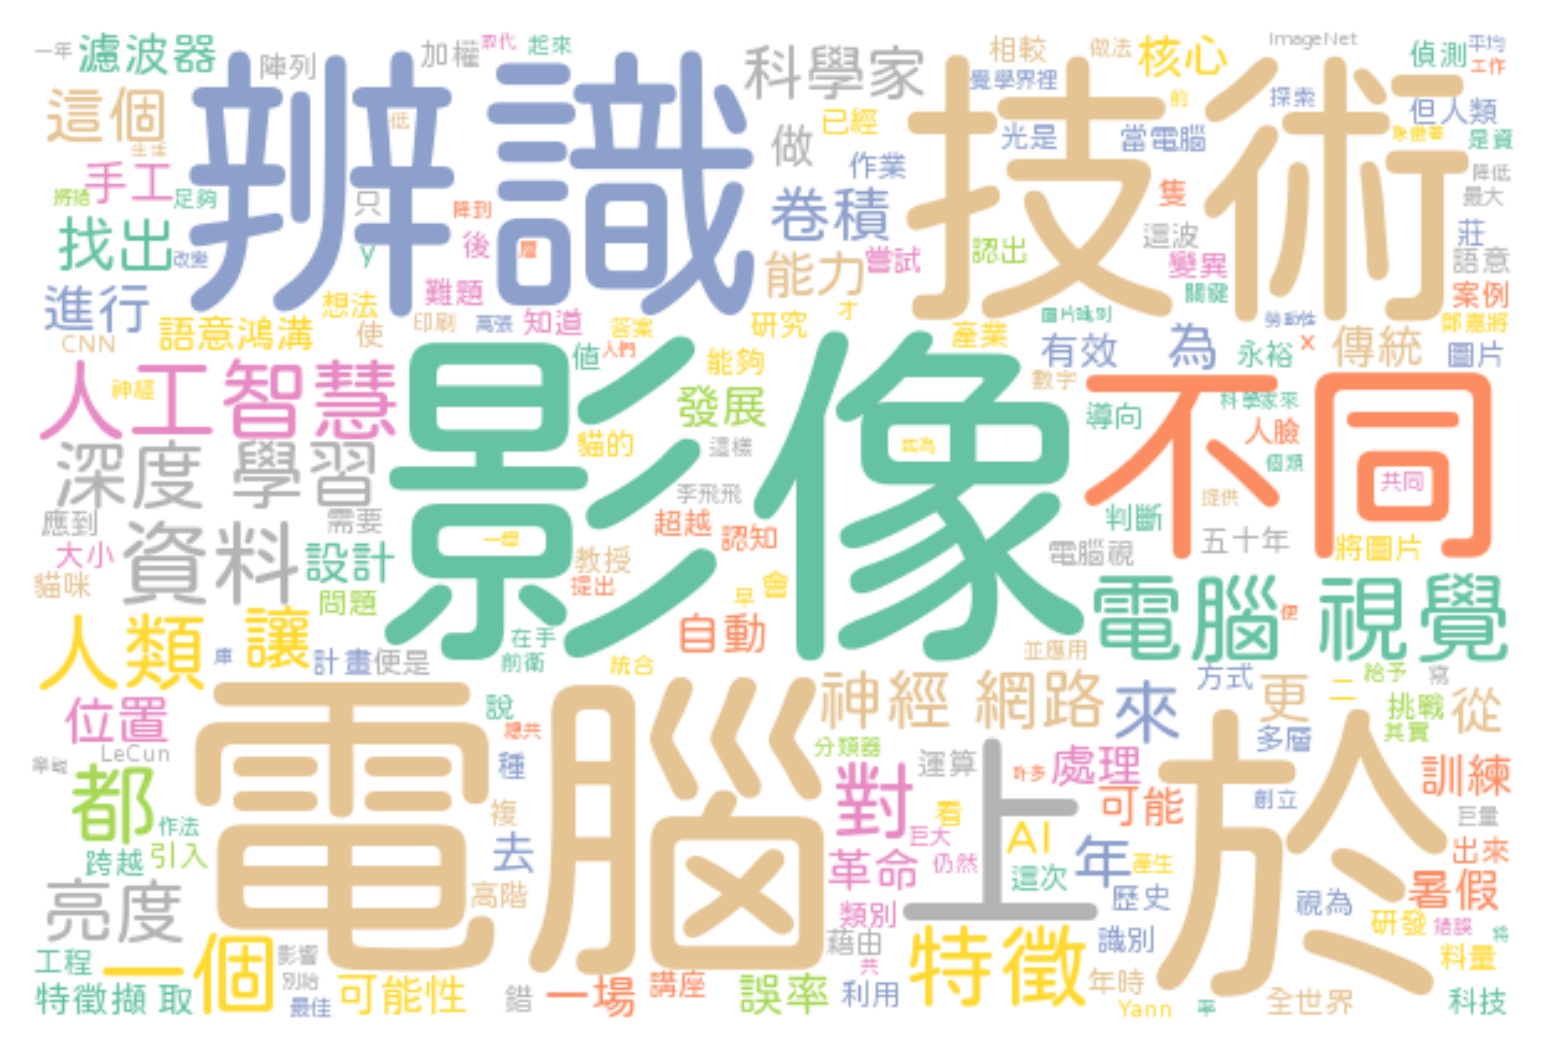 一年
濾波器
陣列
加權
取代
起來
科學家
相較
做法
核心
ImageNet
偵測
平均
工作
這個
生活
辨識
低
做
已經
覺學界裡
技術
前
探索
但人類
急徵著
是資
手工
將給
足夠
只
降到
作業
光是
當電腦
隻
降低
最大
找出
改變
y
後
層
卷積
嘗試
認出
這波
變異
莊
語意
進行
想法
難題
能力
關鍵
案例
語意鴻溝
使
印刷
萬張
知道
答案
研究
才
產業
圖片識別
有效
為
勞動性
永裕
x
傳統
鄭嘉將
圖片
CNN
人工智慧
神經
影像
值
人們
能夠
數字
不同
科學家來
發展
導向
人臉
貓的
這樣
認為
個類
深度 學習
李飛飛
提供
共同
應到
需要
超越
認知
判斷
五十年
將圖片
大小
資料
設計
一舉
教授
電腦視
貓咪
問題
提出
早
會
電腦 視覺
人類
讓
自動
在手
便
庫
計畫
便是
前衛
統合
並應用
方式
給予
寫
位置
電腦
說
總共
神經 網路
來
更
二
挑戰
從
其實
LeCun
種
分類器
運算
上
許多
處理
多層
於
訓練
都
作法
複
對
看
可能
創立
巨量
跨越
引入
去
巨大
AI
年
產生
出來
亮度
高階
革命
仍然
這次
歷史
視為
暑假
類別
研發
錯誤
將
工程
一個
影響
藉由
特徵
識別
料量
特徵擷 取
別給
最佳
可能性
錯
一場
講座
誤率
共
利用
年時
Yann
率
全世界
科技